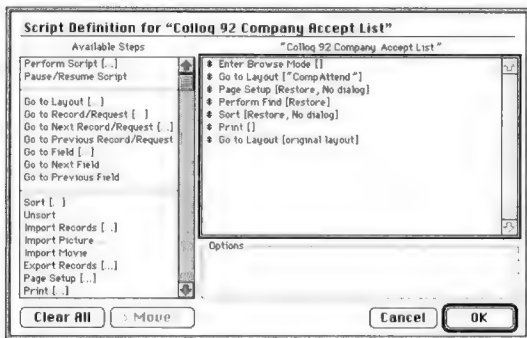 Script Definition for “Colloq 92 Company Accept List”
Available Steps
Perform Script [...]
Pause/Resume Script
Go to Layout [ ]
Go to Record/Request [ ]
Go to Next Record/Request [...]
Go to Previous Record/Request
Go to Field [ ]
Go to Next Field
Go to Previous Field
Sort [ ]
Unsort
Import Records [..]
Import Picture
Import Movie
Export Records [...]
Page Setup [...]
Print [.]
"Colloq 92 Company Accept List"
Enter Browse Mode []
Go to Layout ["CompAttend"]
Page Setup [Restore, No dialog]
Perform Find [Restore]
Sort [Restore, No dialog]
Print []
Go to Layout [original layout]
Options
Clear All
Move
Cancel
OK